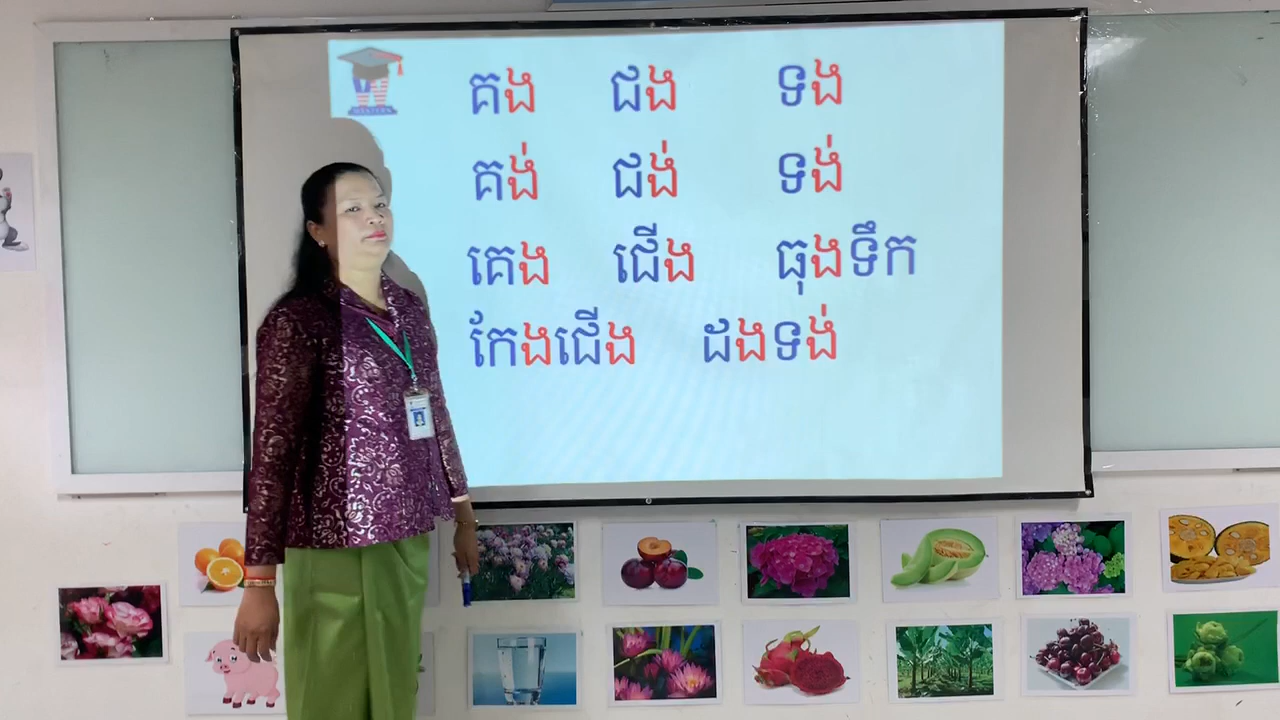 គង ជង ទង
គង់ ជង់ ទង់
គេង ជើង ធុងទឹក
កែងជើង ដងទង់